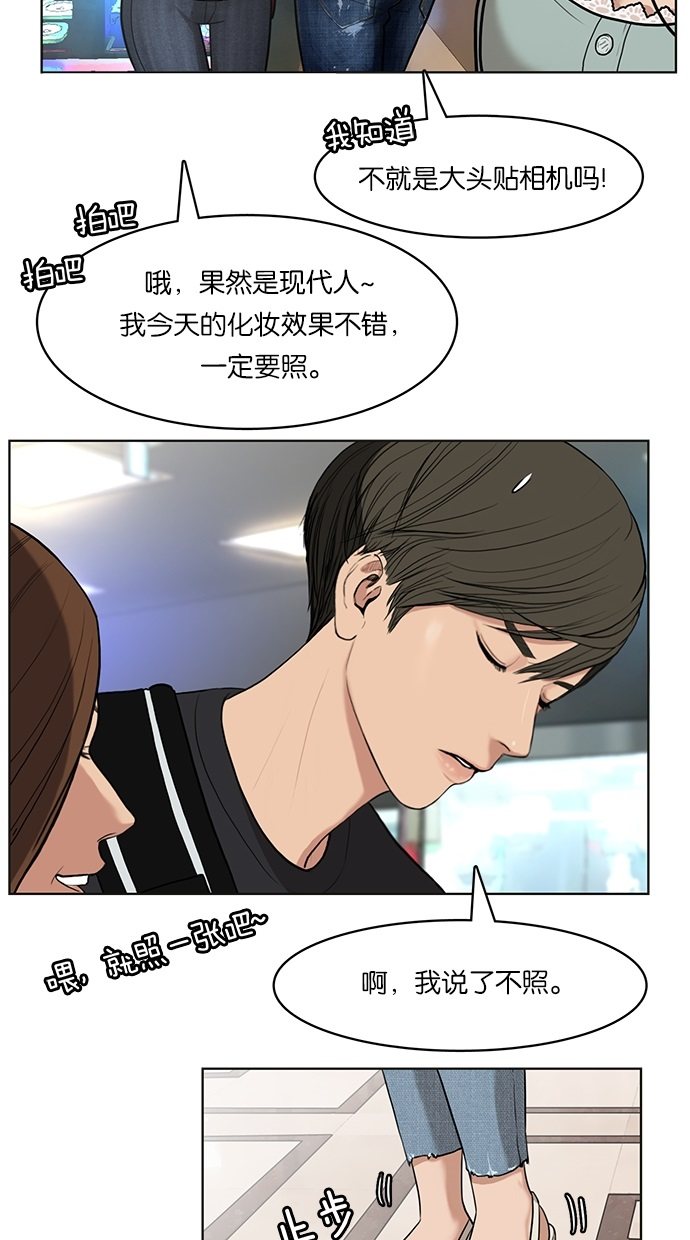 我知道
不就是大头贴相机吗!
拍吧
拍吧
哦，果然是现代人~
我今天的化妆效果不错，
一定要照。
喂，就照一张吧~
啊，我说了不照。
止步